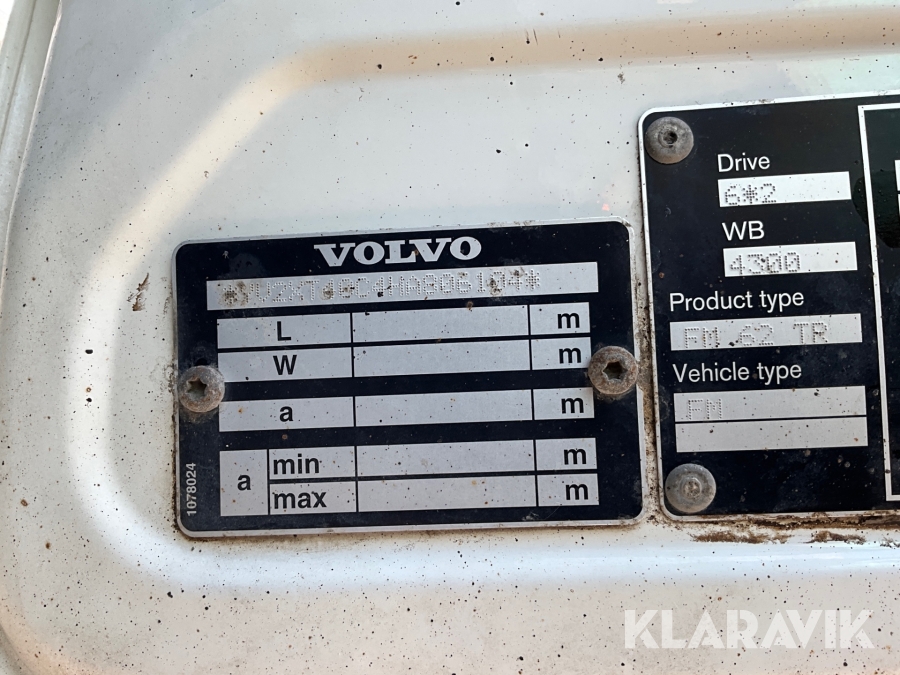 VOLVO
L m
W m
a m
a min m
max m
1078024
Drive
6*2
WB
4300
Product type
FM 62 TR
Vehicle type
FM
KLARAVIK